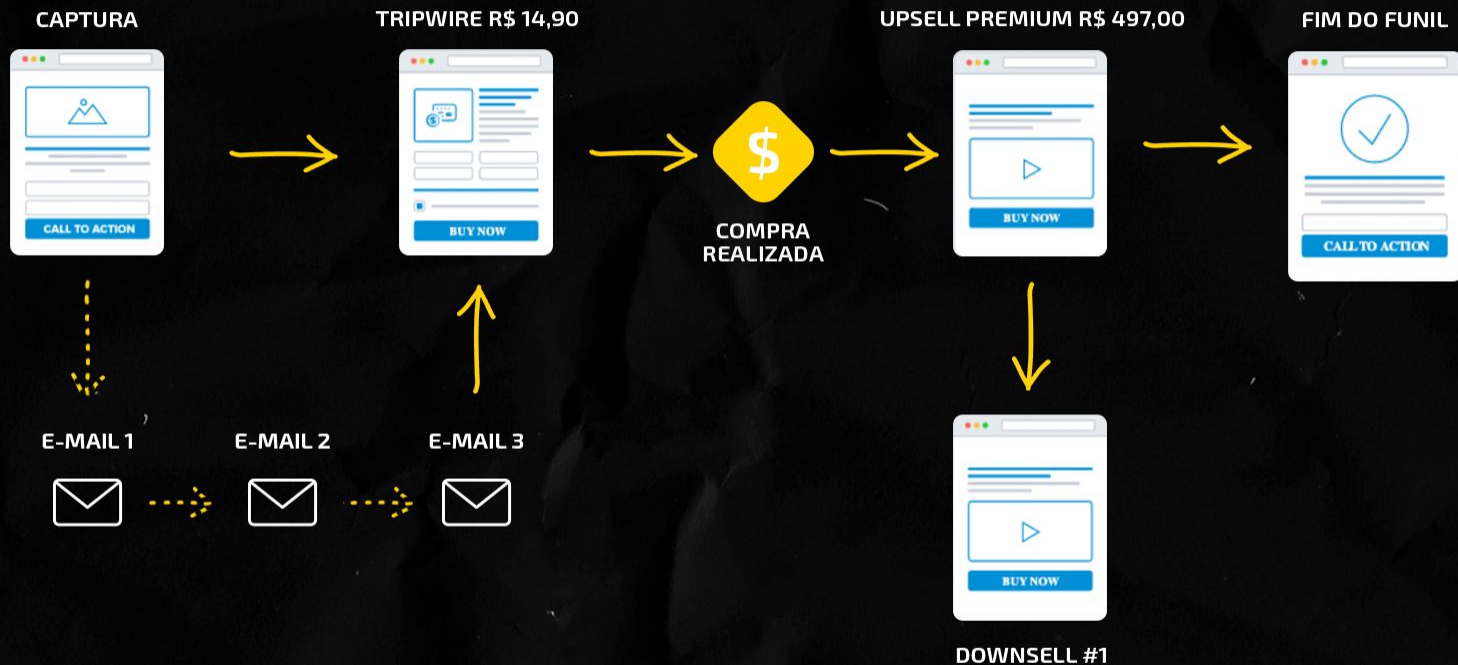 CAPTURA
TRIPWIRE R$ 14,90
UPSELL PREMIUM R$ 497,00
FIM DO FUNIL
CALL TO ACTION
BUY NOW
$
COMPRA
REALIZADA
BUY NOW
CALL TO ACTION
E-MAIL 1
E-MAIL 2
E-MAIL 3
BUY NOW
DOWNSELL #1